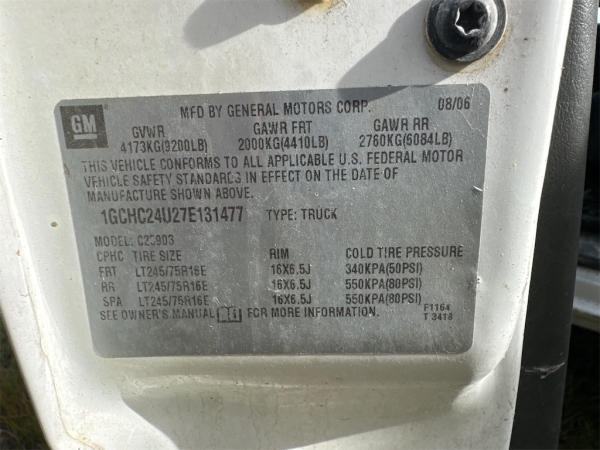 GM
MFD BY GENERAL MOTORS CORP. 08/06
GVWR GAWR FRT GAWR RR
4173KG(9200LB) 2000KG(4410LB) 2760KG(6084LB)
THIS VEHICLE CONFORMS TO ALL APPLICABLE U.S. FEDERAL MOTOR
VEHICLE SAFETY STANDARDS IN EFFECT ON THE DATE OF
MANUFACTURE SHOWN ABOVE.
1GCHC24U27E131477 TYPE: TRUCK
MODEL: C25903
CPHC TIRE SIZE RIM COLD TIRE PRESSURE
FRT LT245/75R16E 16X6.5J 340KPA(50PSI)
RR LT245/75R16E 16X6.5J 550KPA(80PSI)
SPA LT245/75R16E 16X6.5J 550KPA(80PSI)
SEE OWNER'S MANUAL FOR MORE INFORMATION.
F1164
T 3418